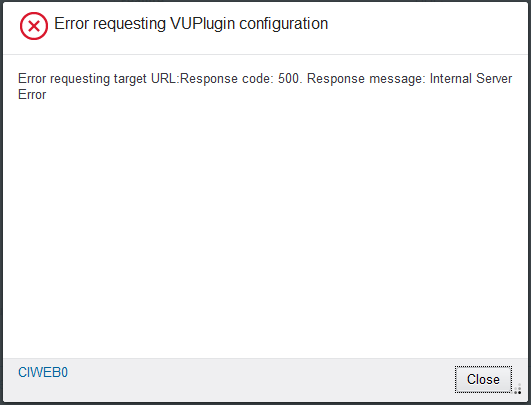 Error requesting VUPlugin configuration
Error requesting target URL:Response code: 500. Response message: Internal Server
Error
CIWEB0
Close